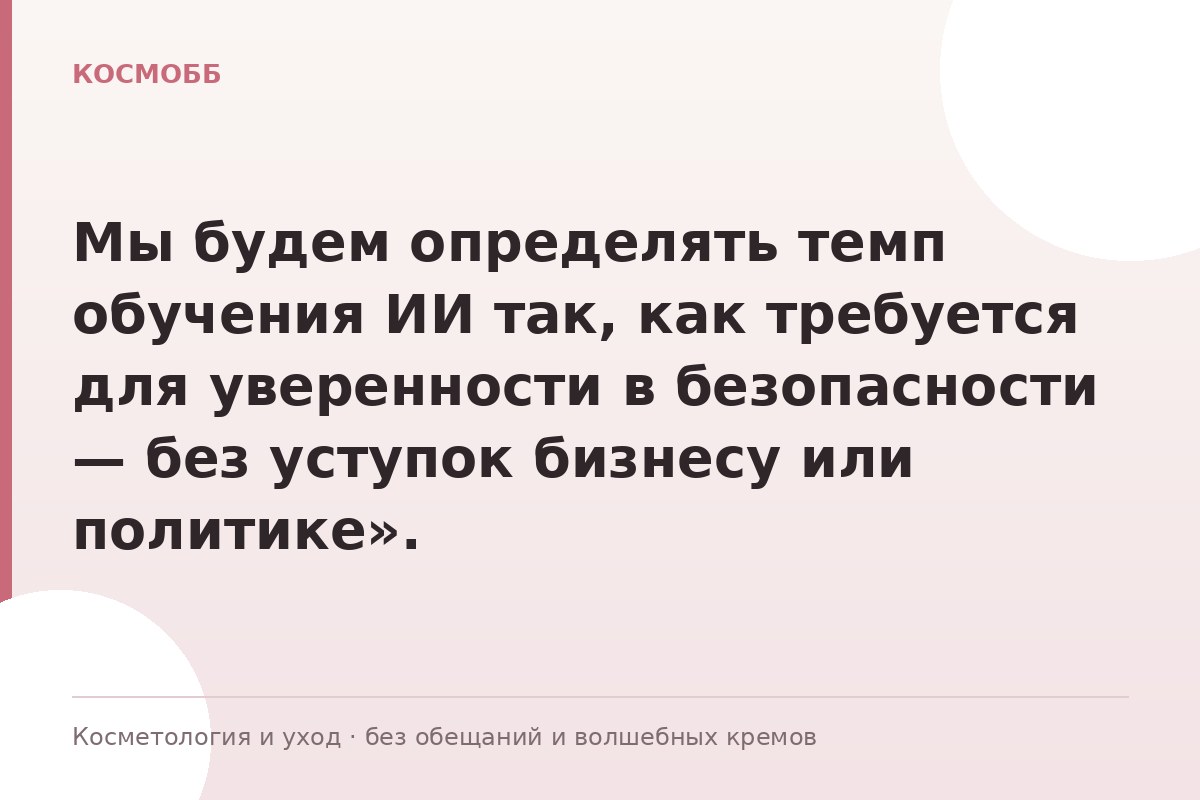 КОСМОББ
Мы будем определять темп
обучения ИИ так, как требуется
для уверенности в безопасности
— без уступок бизнесу или
политике».
Косметология и уход · без обещаний и волшебных кремов